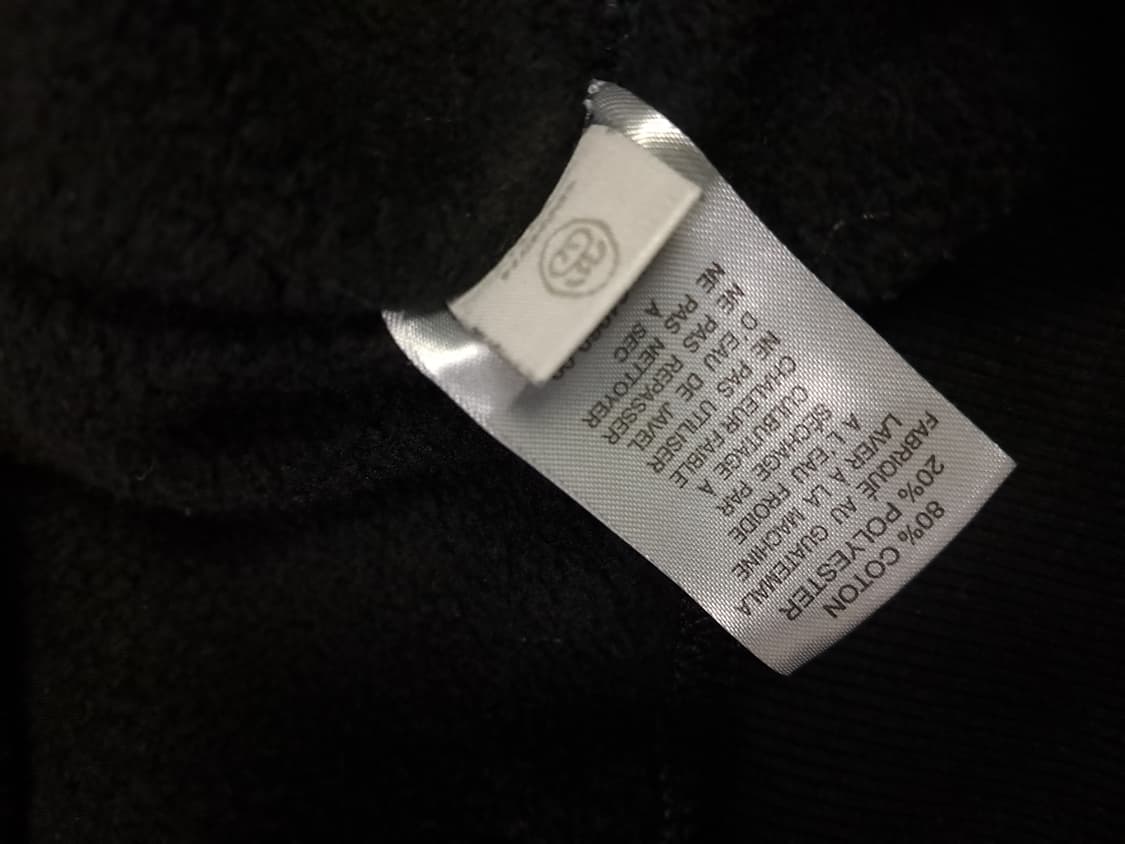 80% COTON
20% POLYESTER
FABRIQUÉ AU GUATEMALA
LAVER A LA MACHINE
A L'EAU FROIDE
SÉCHAGE PAR
CULBUTAGE A
CHALEUR FAIBLE
NE PAS UTILISER
D'EAU DE JAVEL
NE PAS REPASSER
NE PAS NETTOYER
A SEC